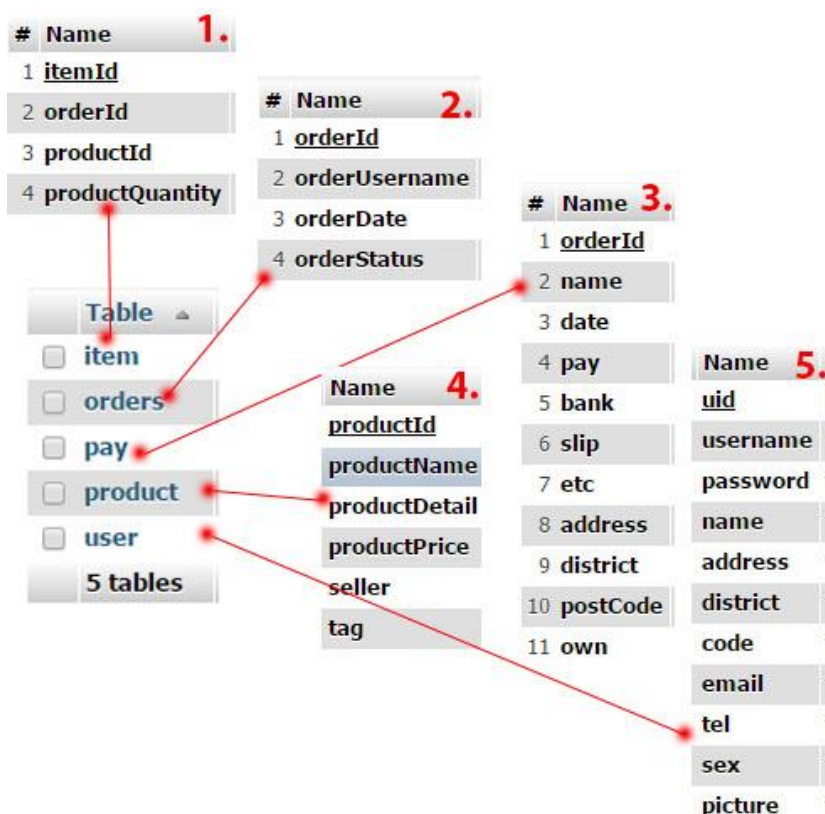 # Name 1.
1 itemId
2 orderId
3 productId
4 productQuantity
# Name 2.
1 orderId
2 orderUsername
3 orderDate
4 orderStatus
# Name 3.
1 orderId
2 name
3 date
4 pay
5 bank
6 slip
7 etc
8 address
9 district
10 postCode
11 own
Table
item
orders
pay
product
user
5 tables
Name 4.
productId
productName
productDetail
productPrice
seller
tag
Name 5.
uid
username
password
name
address
district
code
email
tel
sex
picture